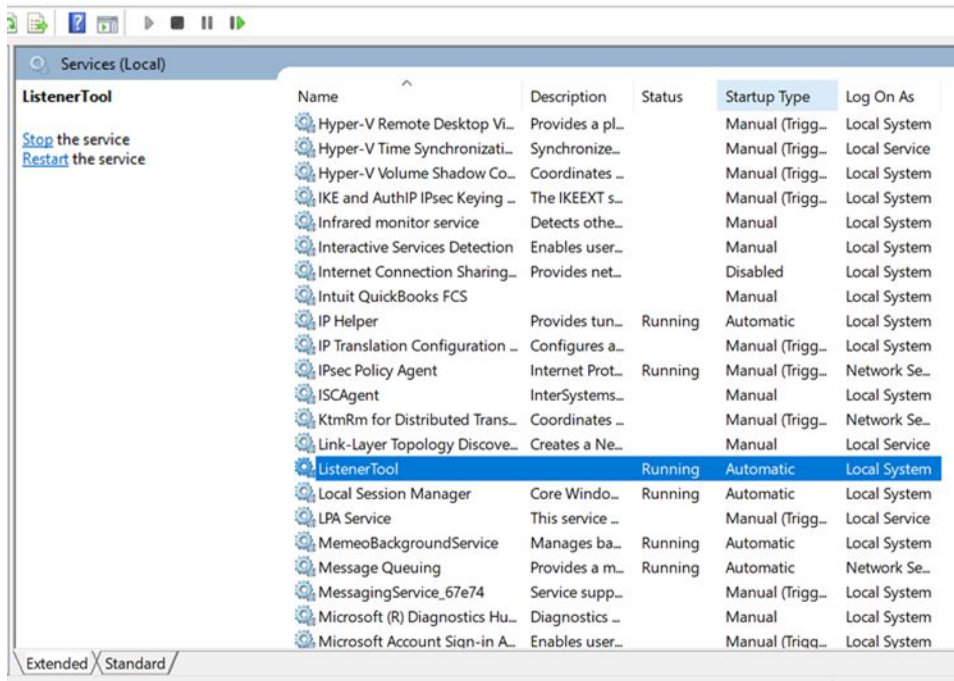 Services (Local)
ListenerTool
Stop the service
Restart the service
Name Description Status Startup Type Log On As
Hyper-V Remote Desktop Vi... Provides a pl... Manual (Trigg... Local System
Hyper-V Time Synchronizati... Synchronize... Manual (Trigg... Local Service
Hyper-V Volume Shadow Co... Coordinates ... Manual (Trigg... Local System
IKE and AuthIP IPsec Keying ... The IKEEXT s... Manual (Trigg... Local System
Infrared monitor service Detects othe... Manual Local System
Interactive Services Detection Enables user... Manual Local System
Internet Connection Sharing... Provides net... Disabled Local System
Intuit QuickBooks FCS Manual Local System
IP Helper Provides tun... Running Automatic Local System
IP Translation Configuration ... Configures a... Manual (Trigg... Local System
IPsec Policy Agent Internet Prot... Running Manual (Trigg... Network Se...
ISCAgent InterSystems... Manual Local System
KtmRm for Distributed Trans... Coordinates ... Manual (Trigg... Network Se...
Link-Layer Topology Discove... Creates a Ne... Manual Local Service
ListenerTool Running Automatic Local System
Local Session Manager Core Windo... Running Automatic Local System
LPA Service This service ... Manual (Trigg... Local Service
MemeoBackgroundService Manages ba... Running Automatic Local System
Message Queuing Provides a m... Running Automatic Network Se...
MessagingService_67e74 Service supp... Manual (Trigg... Local System
Microsoft (R) Diagnostics Hu... Diagnostics ... Manual Local System
Microsoft Account Sign-in A... Enables user... Manual (Trigg... Local System
Extended Standard